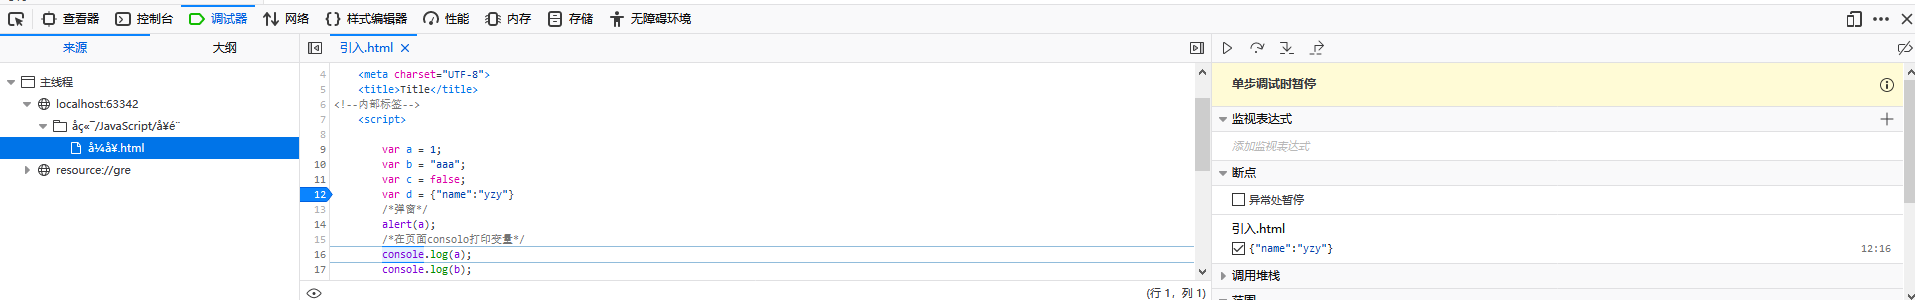 查看器 控制台 调试器 网络 样式编辑器 性能 内存 存储 无障碍环境
来源 大纲 引入.html
主线程
localhost:63342
å‰ç«¯/JavaScript/å¥é¨
å¼å¥.html
resource://gre
4 <meta charset="UTF-8">
5 <title>Title</title>
6 <!--内部标签-->
7 <script>
8
9 var a = 1;
10 var b = "aaa";
11 var c = false;
12 var d = {"name":"yzy"}
13 /*弹窗*/
14 alert(a);
15 /*在页面consolo打印变量*/
16 console.log(a);
17 console.log(b);
(行 1，列 1)
单步调试时暂停
监视表达式
添加监视表达式
断点
异常处暂停
引入.html
{"name":"yzy"} 12:16
调用堆栈